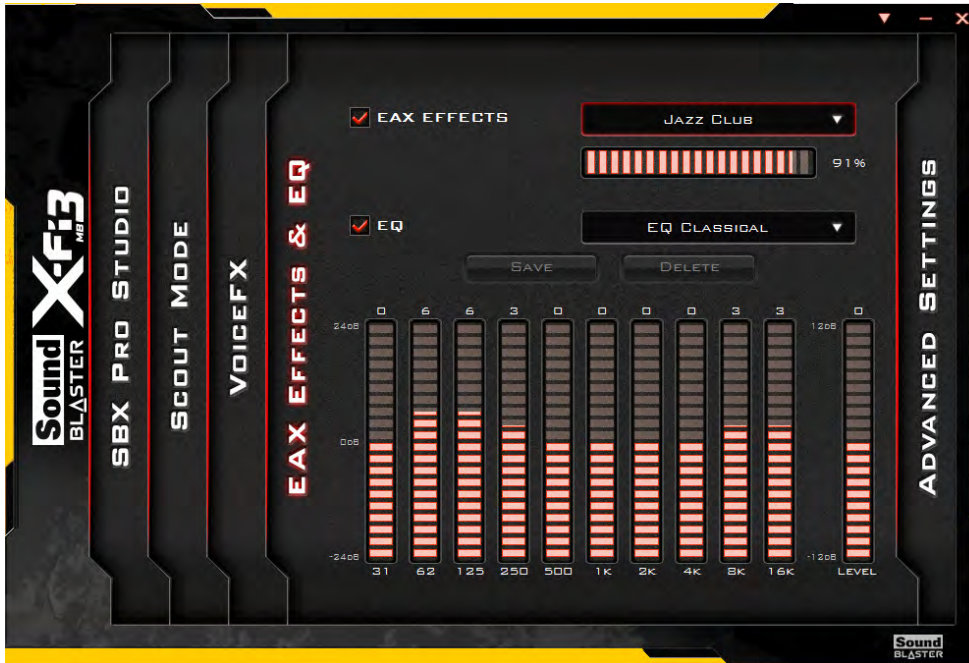 Sound
BLASTER
X-Fi3
MB
SBX PRO STUDIO
SCOUT MODE
VOICEFX
EAX EFFECTS & EQ
EAX EFFECTS
JAZZ CLUB
91%
EQ
EQ CLASSICAL
SAVE DELETE
0 6 6 3 0 0 0 0 3 3 0
24DB 12DB
0DB
-24DB -12DB
31 62 125 250 500 1K 2K 4K 8K 16K LEVEL
ADVANCED SETTINGS
Sound
BLASTER